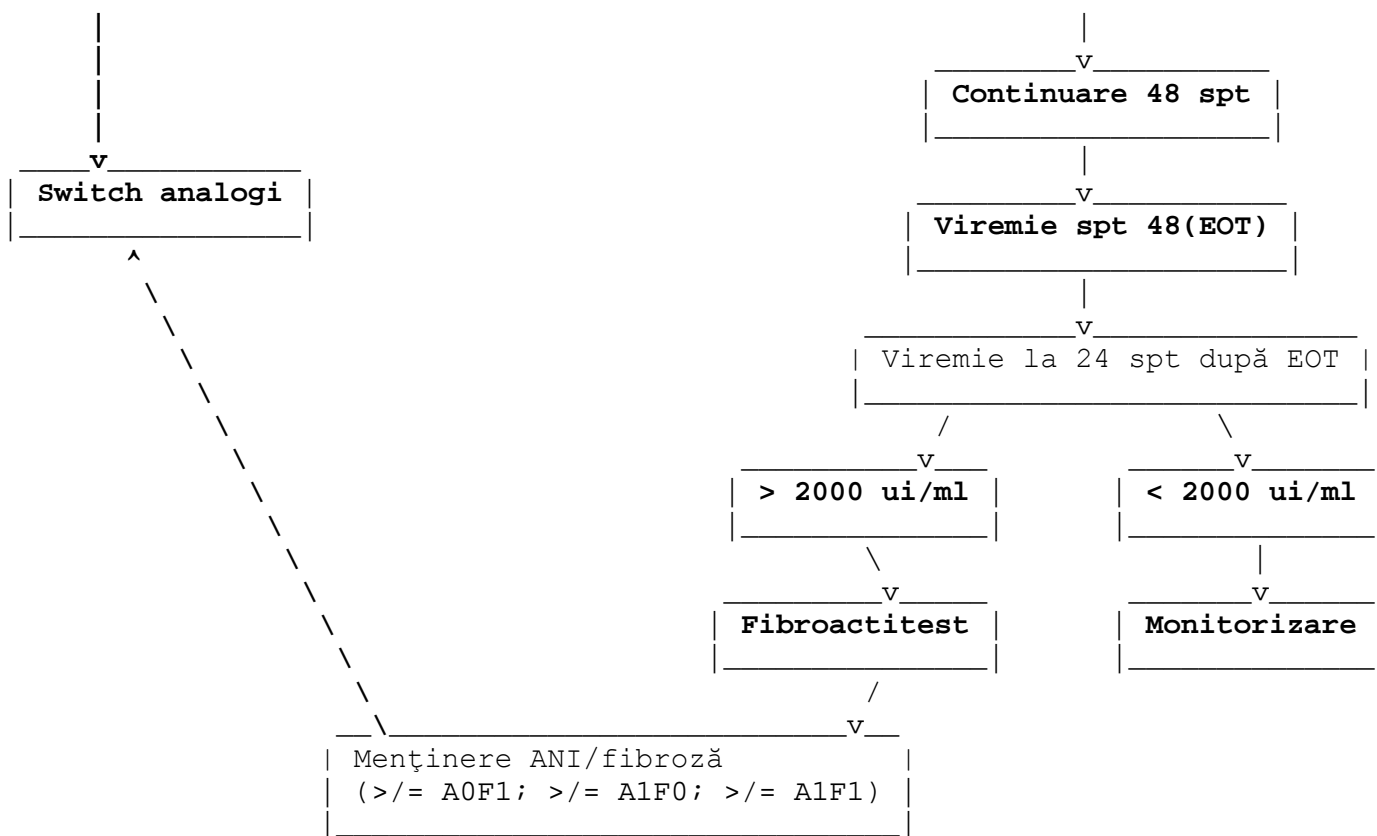 Continuare 48 spt
Switch analogi
Viremie spt 48(EOT)
Viremie la 24 spt după EOT
> 2000 ui/ml
< 2000 ui/ml
Fibroactitest
Monitorizare
Menţinere ANI/fibroză
(>/= A0F1; >/= A1F0; >/= A1F1)